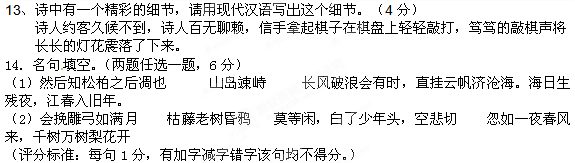 13、诗中有一个精彩的细节，请用现代汉语写出这个细节。（4 分）
诗人约客久候不到，诗人百无聊赖，信手拿起棋子在棋盘上轻轻敲打，笃笃的敲棋声将
长长的灯花震落了下来。
14．名句填空。（两题任选一题，6 分）
（1）然后知松柏之后凋也　　山岛竦峙　　长风破浪会有时，直挂云帆济沧海。海日生
残夜，江春入旧年。
（2）会挽雕弓如满月　　枯藤老树昏鸦　　莫等闲，白了少年头，空悲切　　忽如一夜春风
来，千树万树梨花开
（评分标准：每句 1 分，有加字减字错字该句均不得分。）